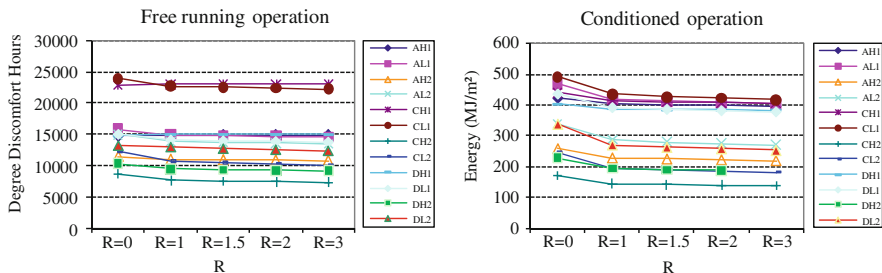 Free running operation
Degree Discomfort Hours
30000
25000
20000
15000
10000
5000
0
R=0 R=1 R=1.5 R=2 R=3
R
AH1
AL1
AH2
AL2
CH1
CL1
CH2
CL2
DH1
DL1
DH2
DL2
Conditioned operation
Energy (MJ/m²)
600
500
400
300
200
100
0
R=0 R=1 R=1.5 R=2 R=3
R
AH1
AL1
AH2
AL2
CH1
CL1
CH2
CL2
DH1
DL1
DH2
DL2